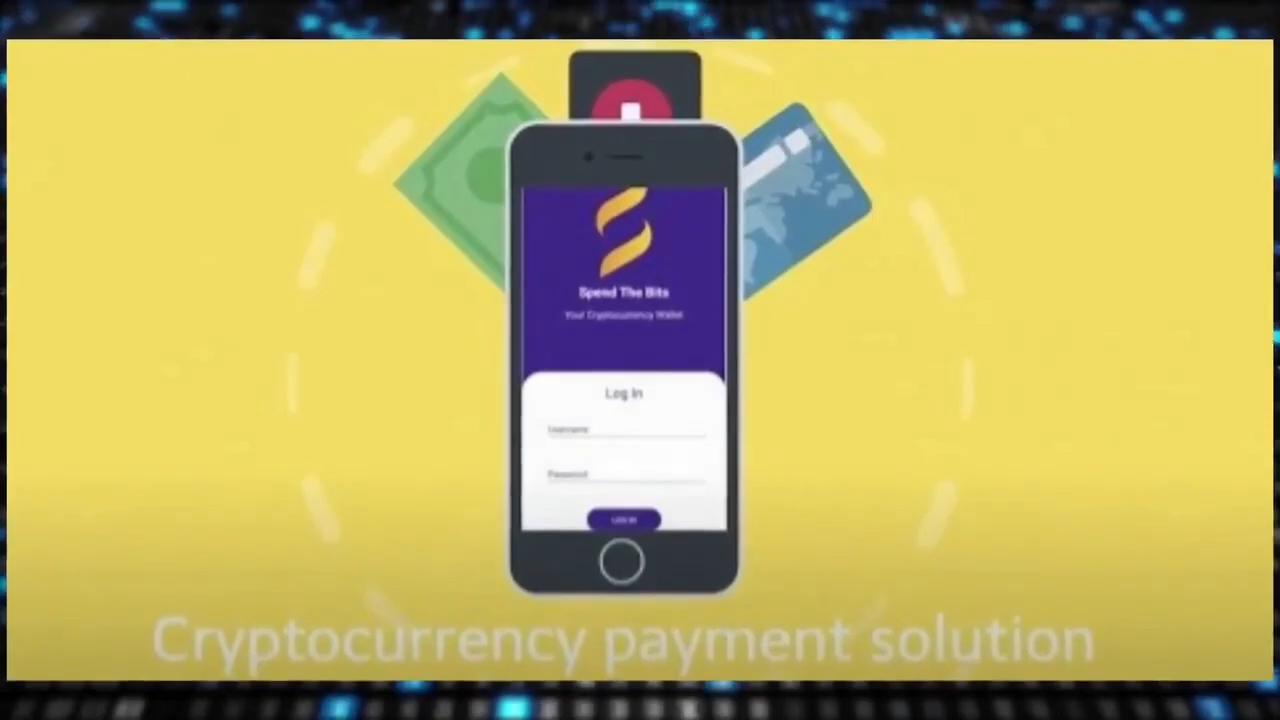 Spend The Bits
Your Cryptocurrency Wallet
Log In
Username
Password
LOG IN
Cryptocurrency payment solution